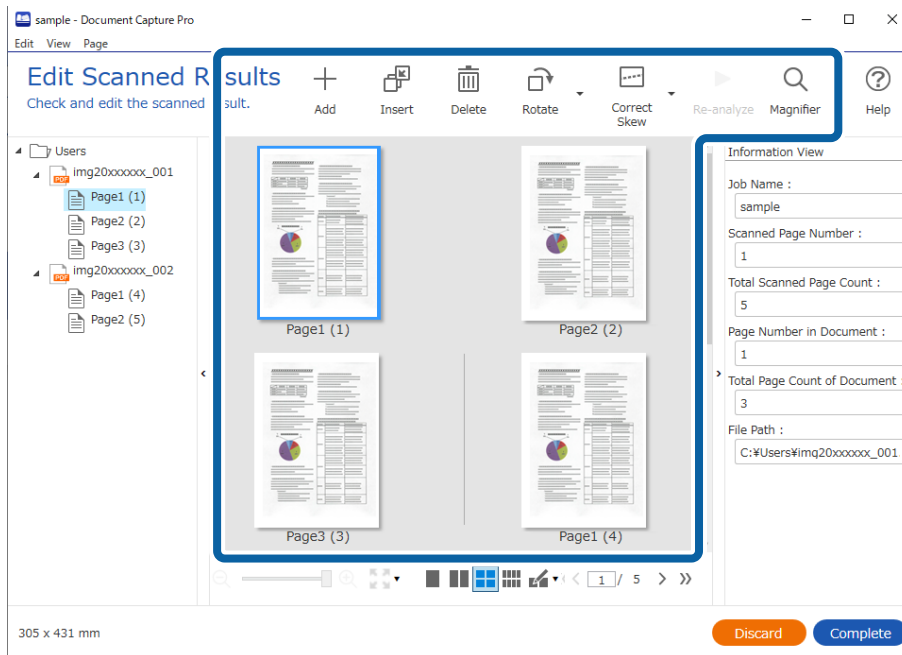 sample - Document Capture Pro
Edit View Page
Edit Scanned Results
Check and edit the scanned sult.
Add
Insert
Delete
Rotate
Correct
Skew
Re-analyze
Magnifier
Help
Users
PDF
img20xxxxxx_001
Page1 (1)
Page2 (2)
Page3 (3)
PDF
img20xxxxxx_002
Page1 (4)
Page2 (5)
Page1 (1)
Page2 (2)
Page3 (3)
Page1 (4)
Information View
Job Name :
sample
Scanned Page Number :
1
Total Scanned Page Count :
5
Page Number in Document :
1
Total Page Count of Document :
3
File Path :
C:¥Users¥img20xxxxxx_001
1 / 5
305 x 431 mm
Discard
Complete